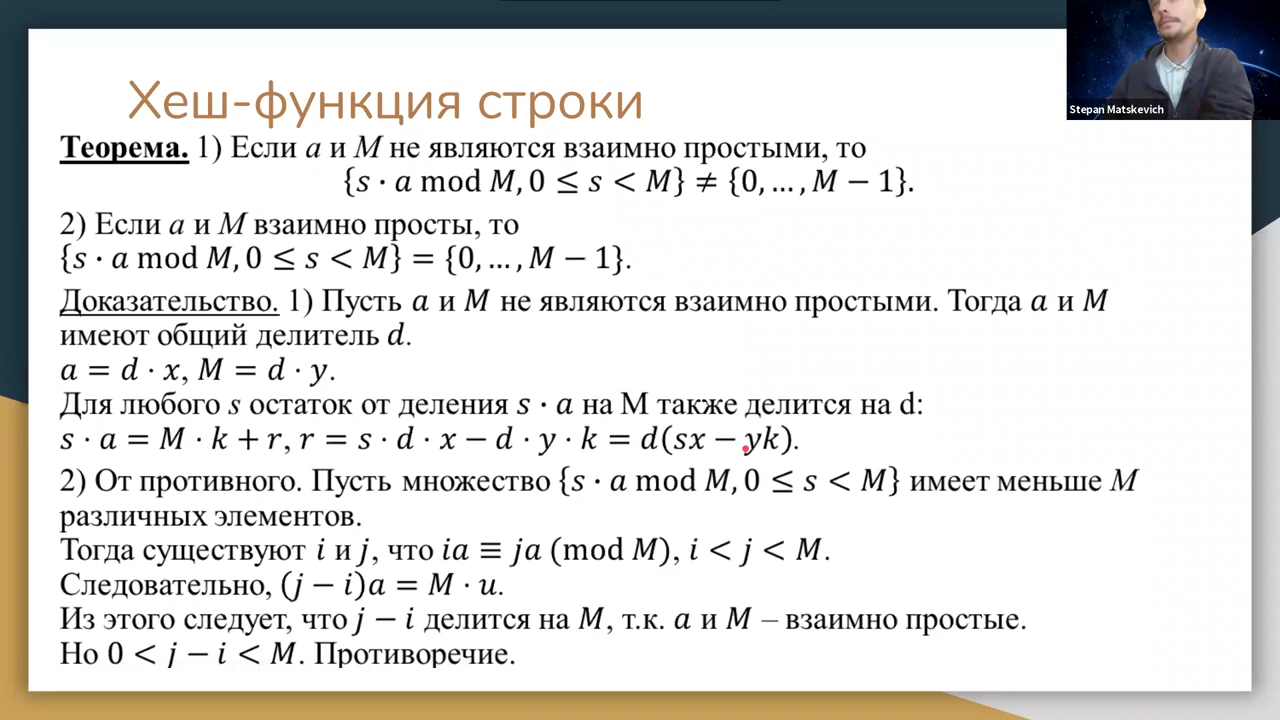 Хеш-функция строки
Stepan Matskevich
Теорема. 1) Если a и M не являются взаимно простыми, то
{s · a mod M, 0 ≤ s < M} ≠ {0, … , M − 1}.
2) Если a и M взаимно просты, то
{s · a mod M, 0 ≤ s < M} = {0, … , M − 1}.
Доказательство. 1) Пусть a и M не являются взаимно простыми. Тогда a и M
имеют общий делитель d.
a = d · x, M = d · y.
Для любого s остаток от деления s · a на M также делится на d:
s · a = M · k + r, r = s · d · x − d · y · k = d(sx − yk).
2) От противного. Пусть множество {s · a mod M, 0 ≤ s < M} имеет меньше M
различных элементов.
Тогда существуют i и j, что ia ≡ ja (mod M), i < j < M.
Следовательно, (j − i)a = M · u.
Из этого следует, что j − i делится на M, т.к. a и M – взаимно простые.
Но 0 < j − i < M. Противоречие.